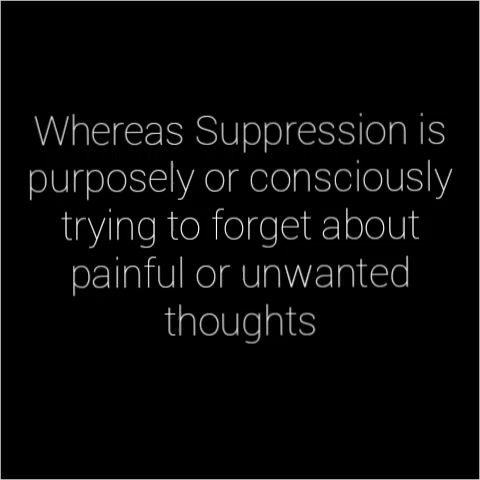 Whereas Suppression is
purposely or consciously
trying to forget about
painful or unwanted
thoughts